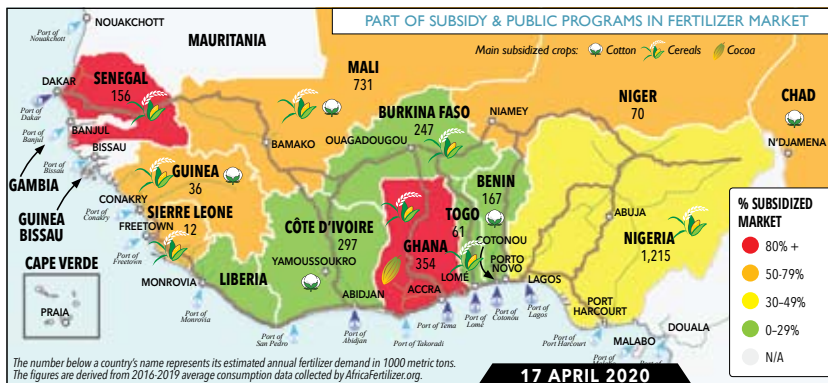 PART OF SUBSIDY & PUBLIC PROGRAMS IN FERTILIZER MARKET
Main subsidized crops: Cotton Cereals Cocoa
NOUAKCHOTT
Port of
Nouakchott
MAURITANIA
SENEGAL
156
DAKAR
Port of
Dakar
BANJUL
Port of
Banjul
BISSAU
Port of
Bissau
GAMBIA
GUINEA
BISSAU
MALI
731
BAMAKO
BURKINA FASO
247
OUAGADOUGOU
NIAMEY
NIGER
70
CHAD
N'DJAMENA
GUINEA
36
CONAKRY
Port of
Conakry
SIERRE LEONE
12
FREETOWN
Port of
Freetown
CAPE VERDE
PRAIA
MONROVIA
Port of
Monrovia
LIBERIA
CÔTE D'IVOIRE
297
YAMOUSSOUKRO
ABIDJAN
Port of
San Pedro
Port of
Abidjan
GHANA
354
ACCRA
Port of Takoradi
Port of Tema
TOGO
61
LOMÉ
Port of
Lomé
BENIN
167
COTONOU
PORTO
NOVO
Port of
Cotonou
LAGOS
Port of
Lagos
NIGERIA
1,215
ABUJA
PORT
HARCOURT
Port of
Port Harcourt
MALABO
DOUALA
% SUBSIDIZED
MARKET
80% +
50-79%
30-49%
0–29%
N/A
The number below a country's name represents its estimated annual fertilizer demand in 1000 metric tons.
The figures are derived from 2016-2019 average consumption data collected by AfricaFertilizer.org.
17 APRIL 2020